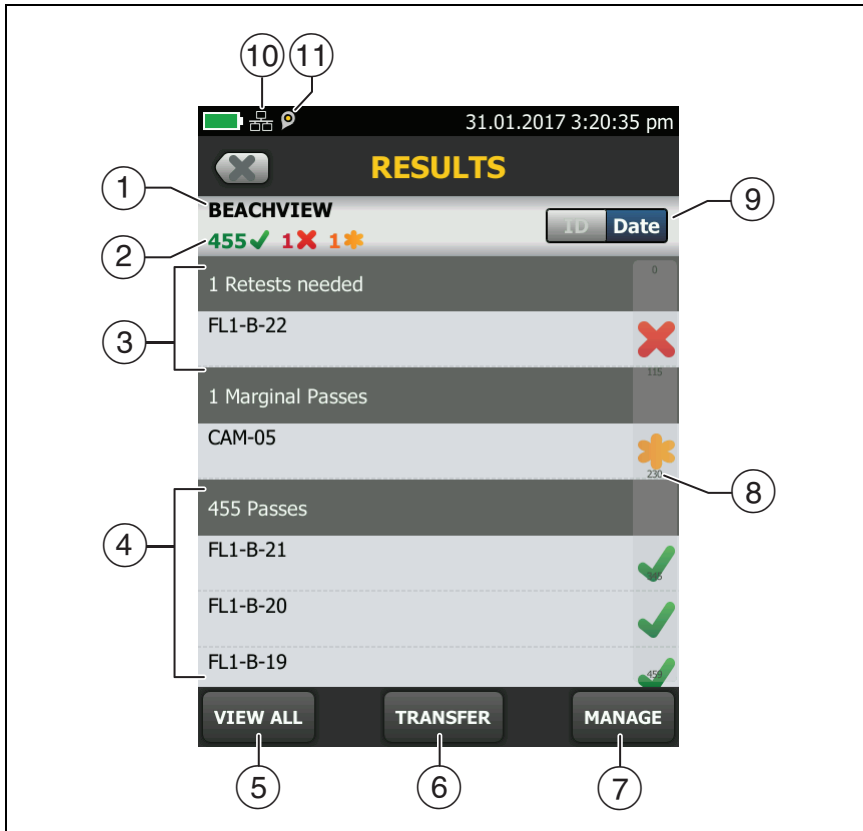 10 11
31.01.2017 3:20:35 pm
RESULTS
1
BEACHVIEW
ID Date
9
2
455 1 1
1 Retests needed
0
3
FL1-B-22
115
1 Marginal Passes
CAM-05
230
8
455 Passes
4
FL1-B-21
345
FL1-B-20
FL1-B-19
459
VIEW ALL TRANSFER MANAGE
5 6 7